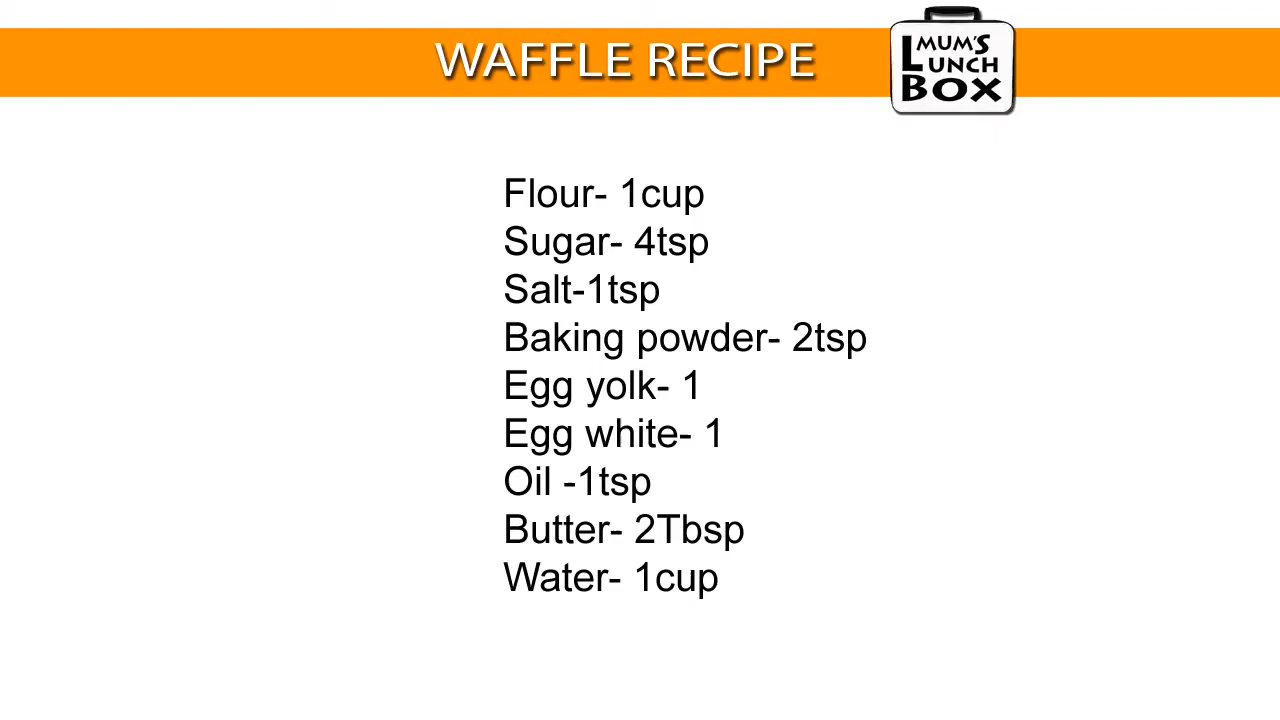 WAFFLE RECIPE
MUM'S
LUNCH
BOX
Flour- 1cup
Sugar- 4tsp
Salt-1tsp
Baking powder- 2tsp
Egg yolk- 1
Egg white- 1
Oil -1tsp
Butter- 2Tbsp
Water- 1cup